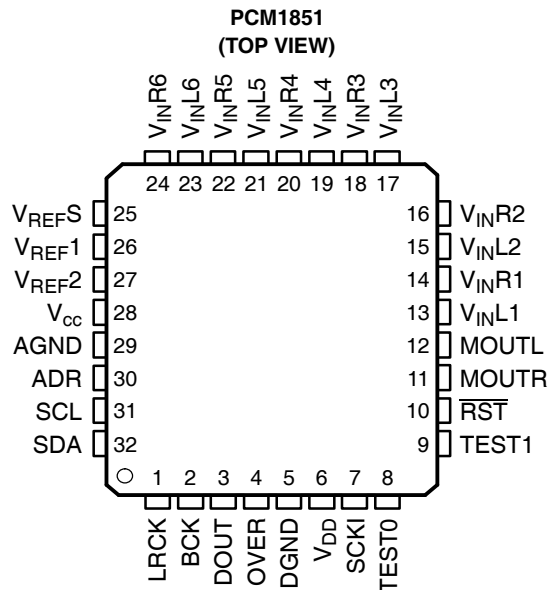 PCM1851
(TOP VIEW)
VINR6 VINL6 VINR5 VINL5 VINR4 VINL4 VINR3 VINL3
24 23 22 21 20 19 18 17
VREFS 25 16 VINR2
VREF1 26 15 VINL2
VREF2 27 14 VINR1
Vcc 28 13 VINL1
AGND 29 12 MOUTL
ADR 30 11 MOUTR
SCL 31 10 RST
SDA 32 9 TEST1
1 2 3 4 5 6 7 8
LRCK BCK DOUT OVER DGND VDD SCKI TEST0